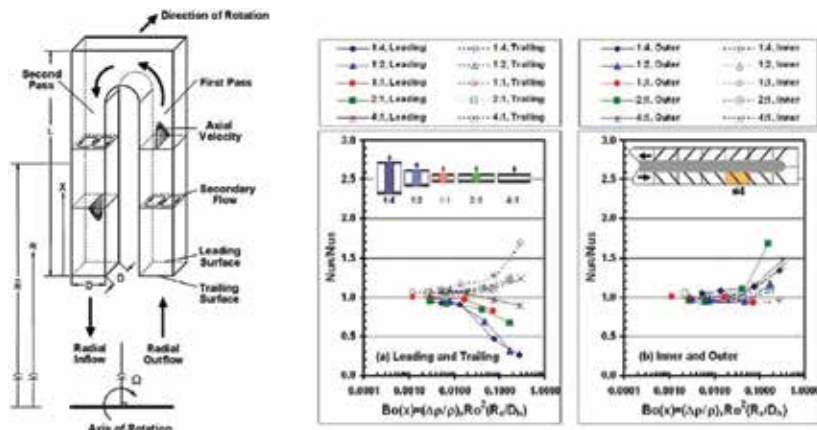 Direction of Rotation
Second
Pass
First Pass
Axial
Velocity
Secondary
Flow
Leading
Surface
Trailing
Surface
L
X
R
D
D
Radial
Inflow
Radial
Outflow
Ω
Axis of Rotation
1:4, Leading
1:2, Leading
1:1, Leading
2:1, Leading
4:1, Leading
1:4, Trailing
1:2, Trailing
1:1, Trailing
2:1, Trailing
4:1, Trailing
3.0
2.5
2.0
1.5
1.0
0.5
0.0
1:4
1:2
1:1
2:1
4:1
(a) Leading and Trailing
0.0001
0.0010
0.0100
0.1000
1.0000
Bo(x)=(Δρ/ρ)ₓRo²(Rₓ/Dₕ)
1:4, Outer
1:2, Outer
1:1, Outer
2:1, Outer
4:1, Outer
1:4, Inner
1:2, Inner
1:1, Inner
2:1, Inner
4:1, Inner
3.0
2.5
2.0
1.5
1.0
0.5
0.0
#4
(b) Inner and Outer
0.0001
0.0010
0.0100
0.1000
1.0000
Bo(x)=(Δρ/ρ)ₓRo²(Rₓ/Dₕ)